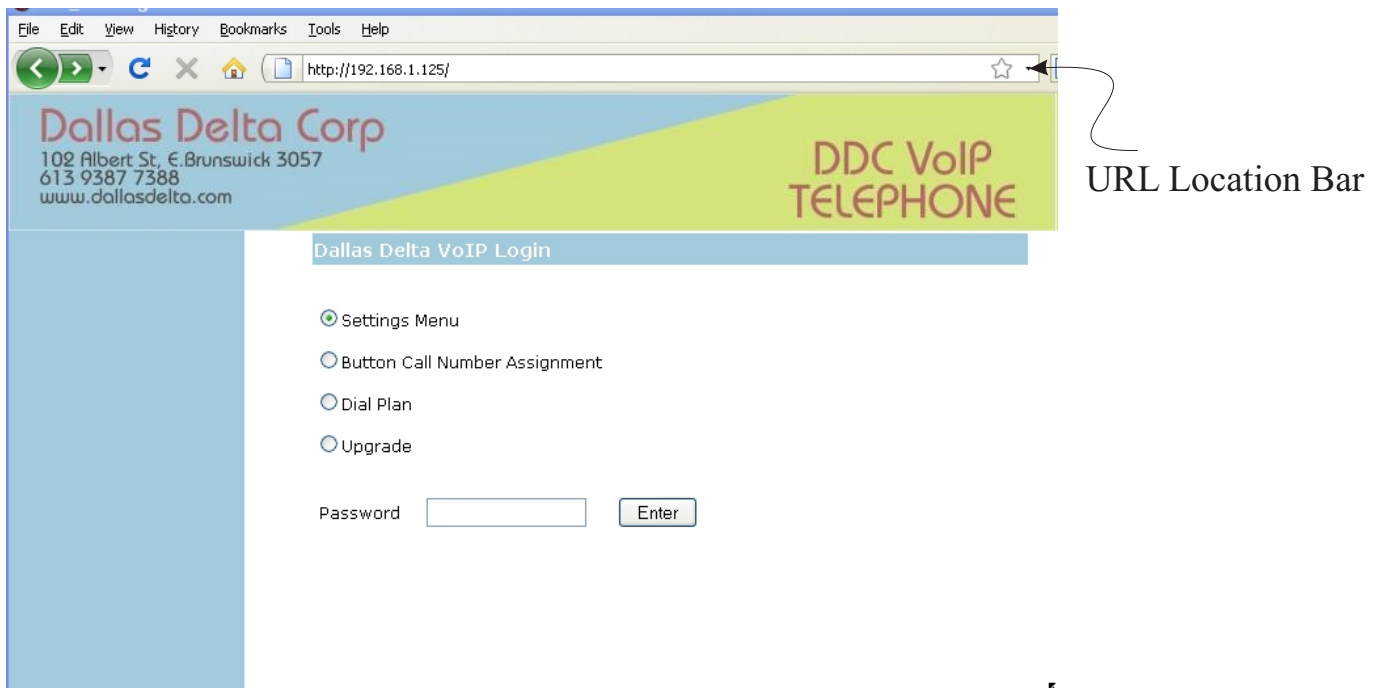 File Edit View History Bookmarks Tools Help
http://192.168.1.125/
Dallas Delta Corp
102 Albert St, E.Brunswick 3057
613 9387 7388
www.dallasdelta.com
DDC VoIP
TELEPHONE
URL Location Bar
Dallas Delta VoIP Login
Settings Menu
Button Call Number Assignment
Dial Plan
Upgrade
Password Enter